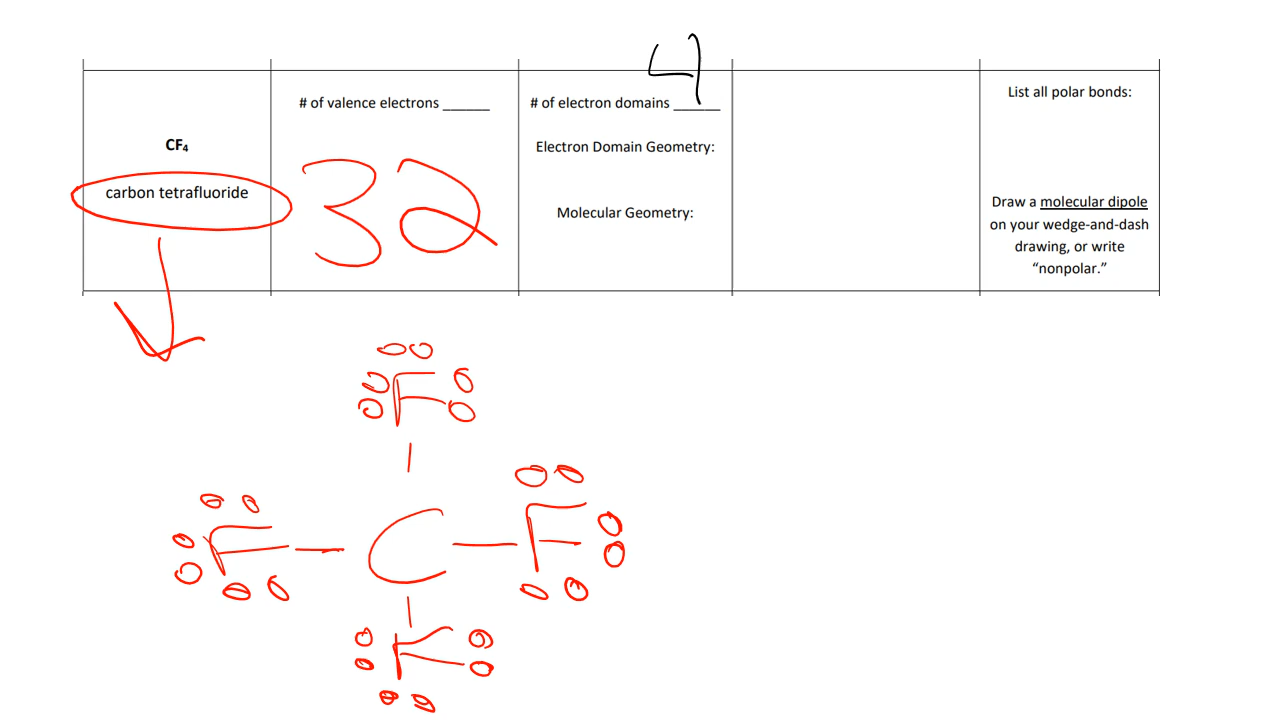 4
# of valence electrons ______
# of electron domains ______
List all polar bonds:
CF₄
Electron Domain Geometry:
carbon tetrafluoride
32
Molecular Geometry:
Draw a molecular dipole
on your wedge-and-dash
drawing, or write
“nonpolar.”
F
F – C – F
F